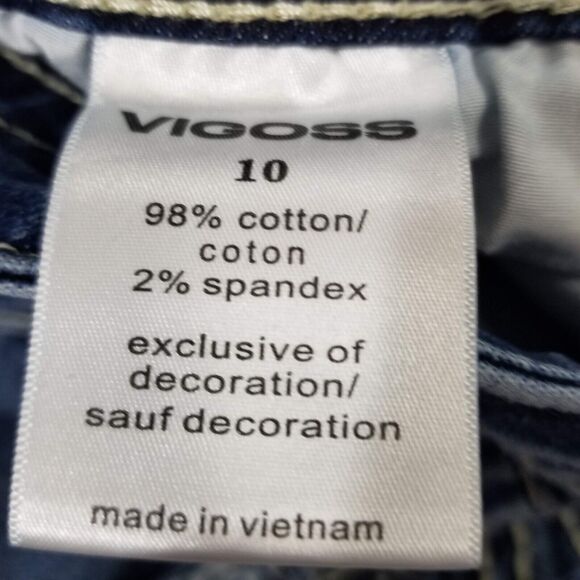 VIGOSS
10
98% cotton/
coton
2% spandex
exclusive of
decoration/
sauf decoration
made in vietnam